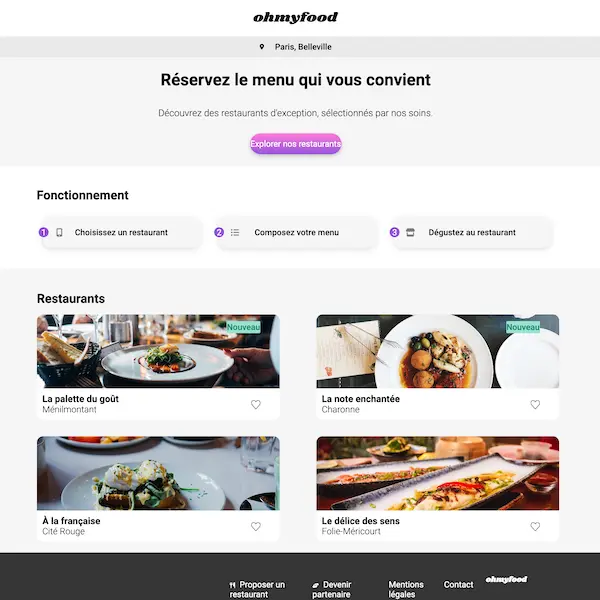 ohmyfood
Paris, Belleville
Réservez le menu qui vous convient
Découvrez des restaurants d'exception, sélectionnés par nos soins.
Explorer nos restaurants
Fonctionnement
1 Choisissez un restaurant
2 Composez votre menu
3 Dégustez au restaurant
Restaurants
Nouveau
La palette du goût
Ménilmontant
Nouveau
La note enchantée
Charonne
À la française
Cité Rouge
Le délice des sens
Folie-Méricourt
Proposer un
restaurant
Devenir
partenaire
Mentions
légales
Contact
ohmyfood